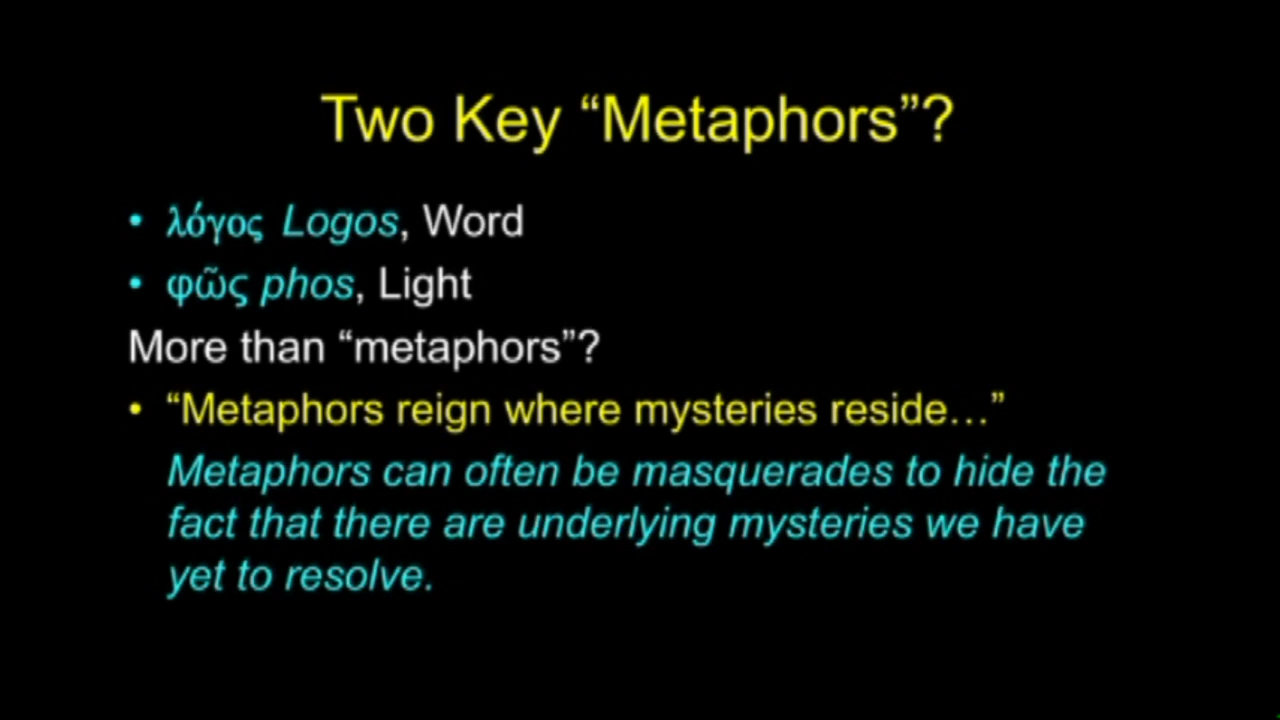 Two Key “Metaphors”?
• λόγος Logos, Word
• φῶς phos, Light
More than “metaphors”?
• “Metaphors reign where mysteries reside…”
Metaphors can often be masquerades to hide the
fact that there are underlying mysteries we have
yet to resolve.